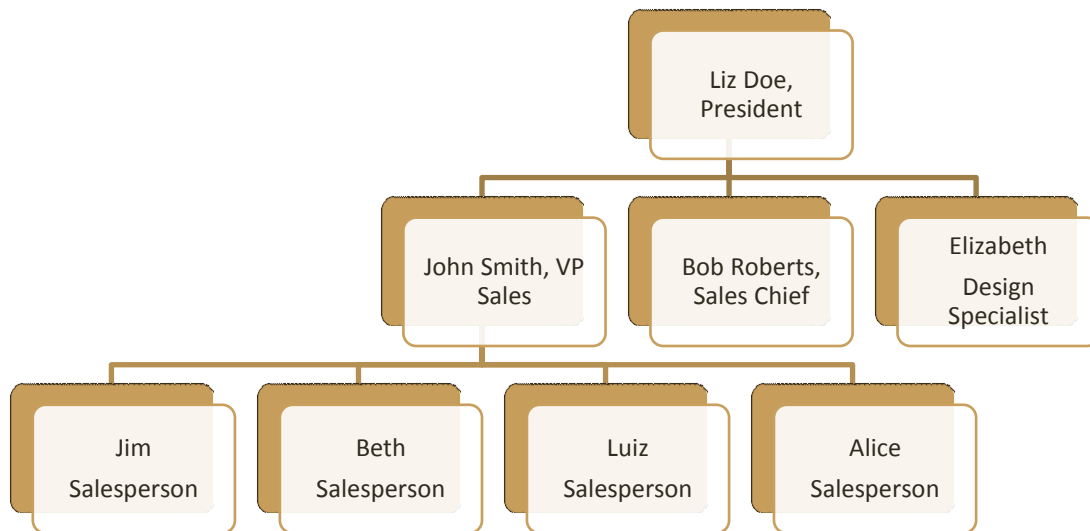 Liz Doe,
President
John Smith, VP
Sales
Bob Roberts,
Sales Chief
Elizabeth
Design
Specialist
Jim
Salesperson
Beth
Salesperson
Luiz
Salesperson
Alice
Salesperson